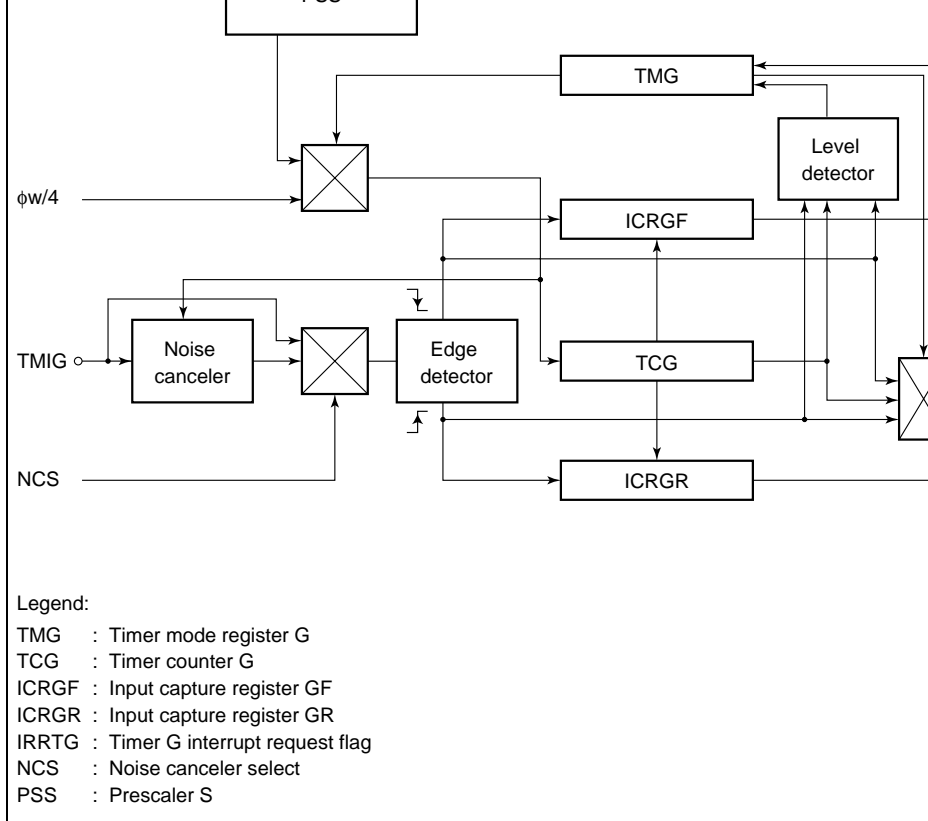 PSS
TMG
Level
detector
φw/4
ICRGF
TMIG
Noise
canceler
Edge
detector
TCG
NCS
ICRGR
Legend:
TMG : Timer mode register G
TCG : Timer counter G
ICRGF : Input capture register GF
ICRGR : Input capture register GR
IRRTG : Timer G interrupt request flag
NCS : Noise canceler select
PSS : Prescaler S